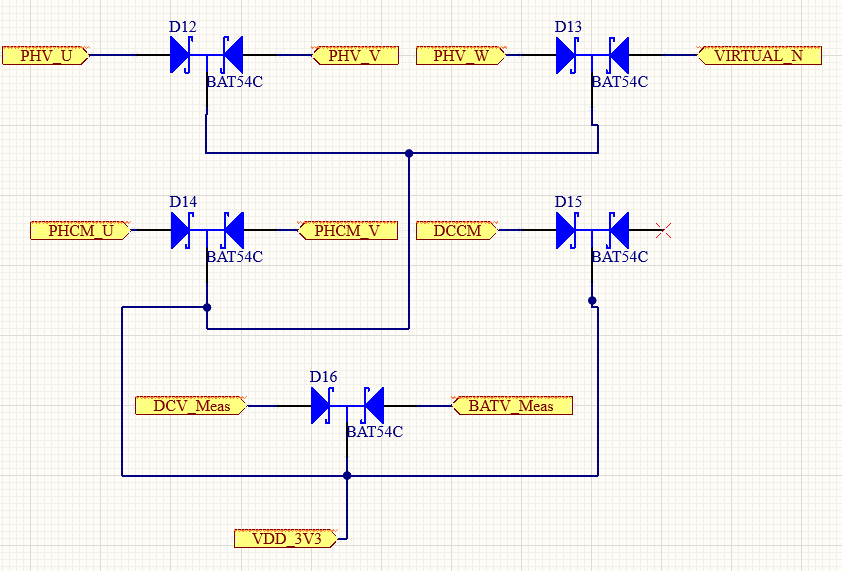 D12
D13
PHV_U
PHV_V
PHV_W
VIRTUAL_N
BAT54C
BAT54C
D14
D15
PHCM_U
PHCM_V
DCCM
BAT54C
BAT54C
D16
DCV_Meas
BATV_Meas
BAT54C
VDD_3V3